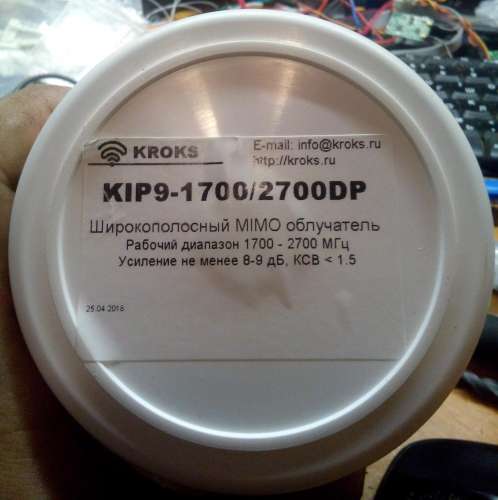 KROKS
E-mail: info@kroks.ru
http://kroks.ru
KIP9-1700/2700DP
Широкополосный MIMO облучатель
Рабочий диапазон 1700 - 2700 МГц
Усиление не менее 8-9 дБ, КСВ < 1.5
25.04.2016